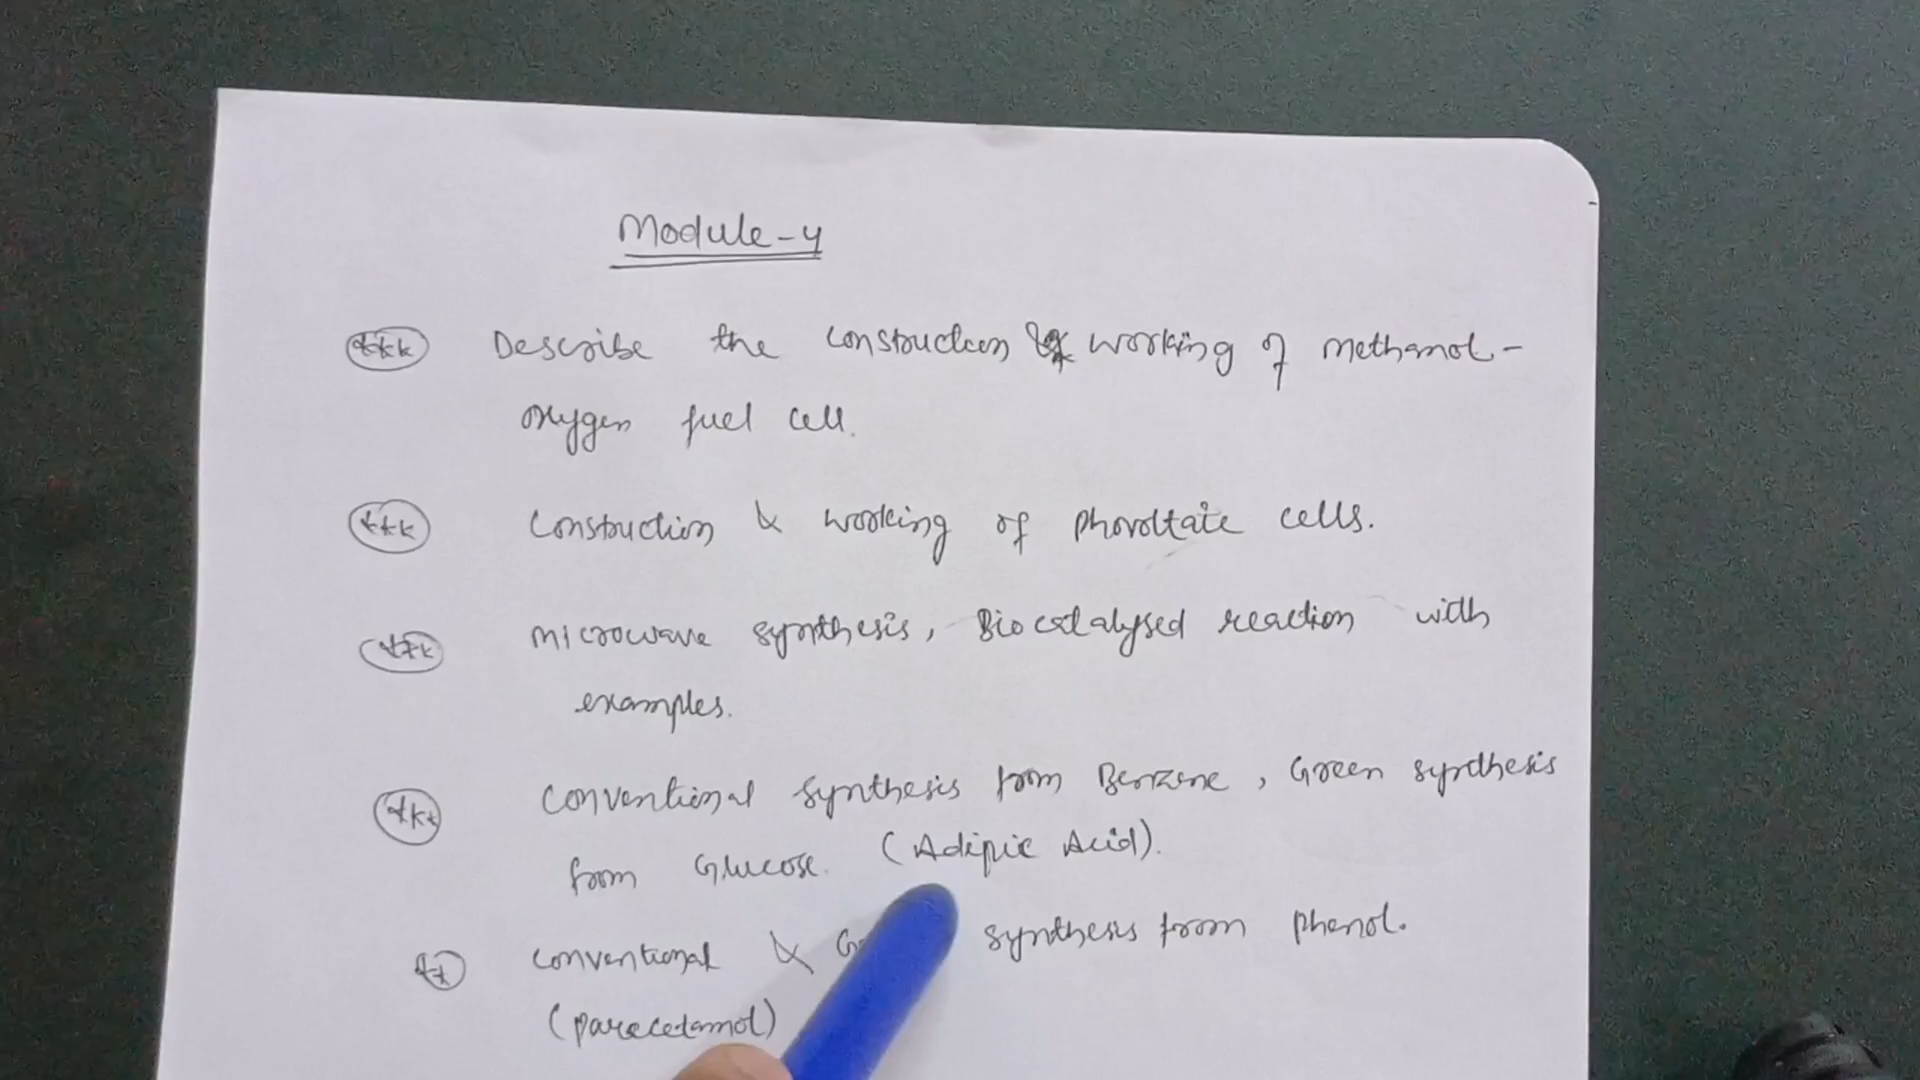 Module-4
*** Describe the construction & working of methanol-
oxygen fuel cell.
*** Construction & working of Phovoltaic cells.
*** microwave synthesis, Biocatalysed reaction with
examples.
*** conventional synthesis from Benzene, Green synthesis
from Glucose. (Adipic Acid).
** conventional & synthesis from phenol.
(paracetamol)